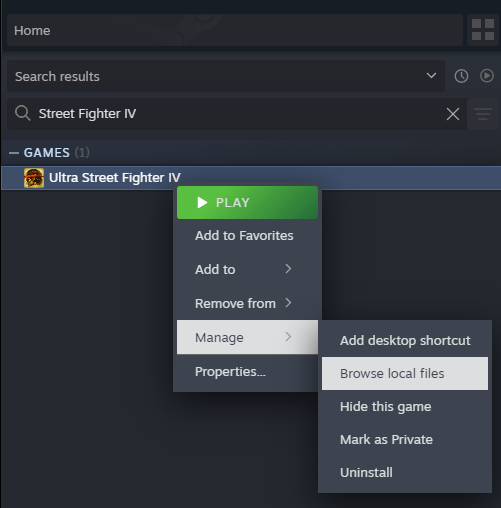 Home
Search results
Street Fighter IV
GAMES (1)
Ultra Street Fighter IV
PLAY
Add to Favorites
Add to
Remove from
Manage
Properties...
Add desktop shortcut
Browse local files
Hide this game
Mark as Private
Uninstall